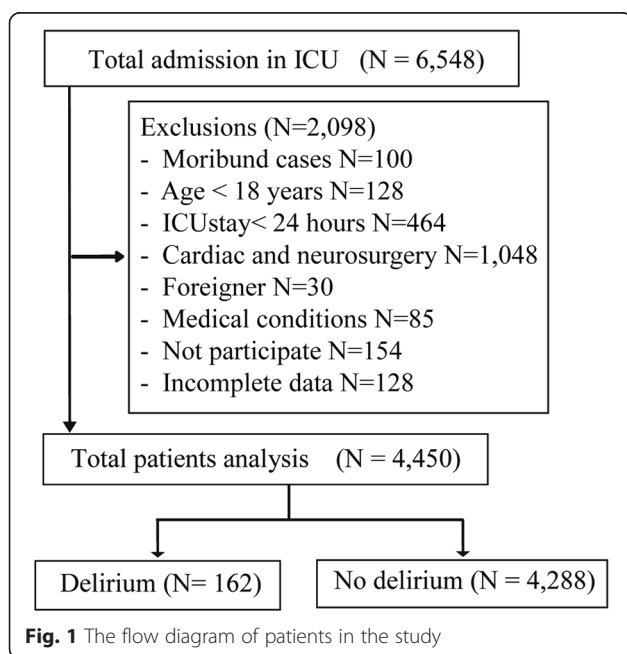 Total admission in ICU (N = 6,548)
Exclusions (N=2,098)
- Moribund cases N=100
- Age < 18 years N=128
- ICUstay< 24 hours N=464
- Cardiac and neurosurgery N=1,048
- Foreigner N=30
- Medical conditions N=85
- Not participate N=154
- Incomplete data N=128
Total patients analysis (N = 4,450)
Delirium (N= 162)
No delirium (N = 4,288)
Fig. 1 The flow diagram of patients in the study